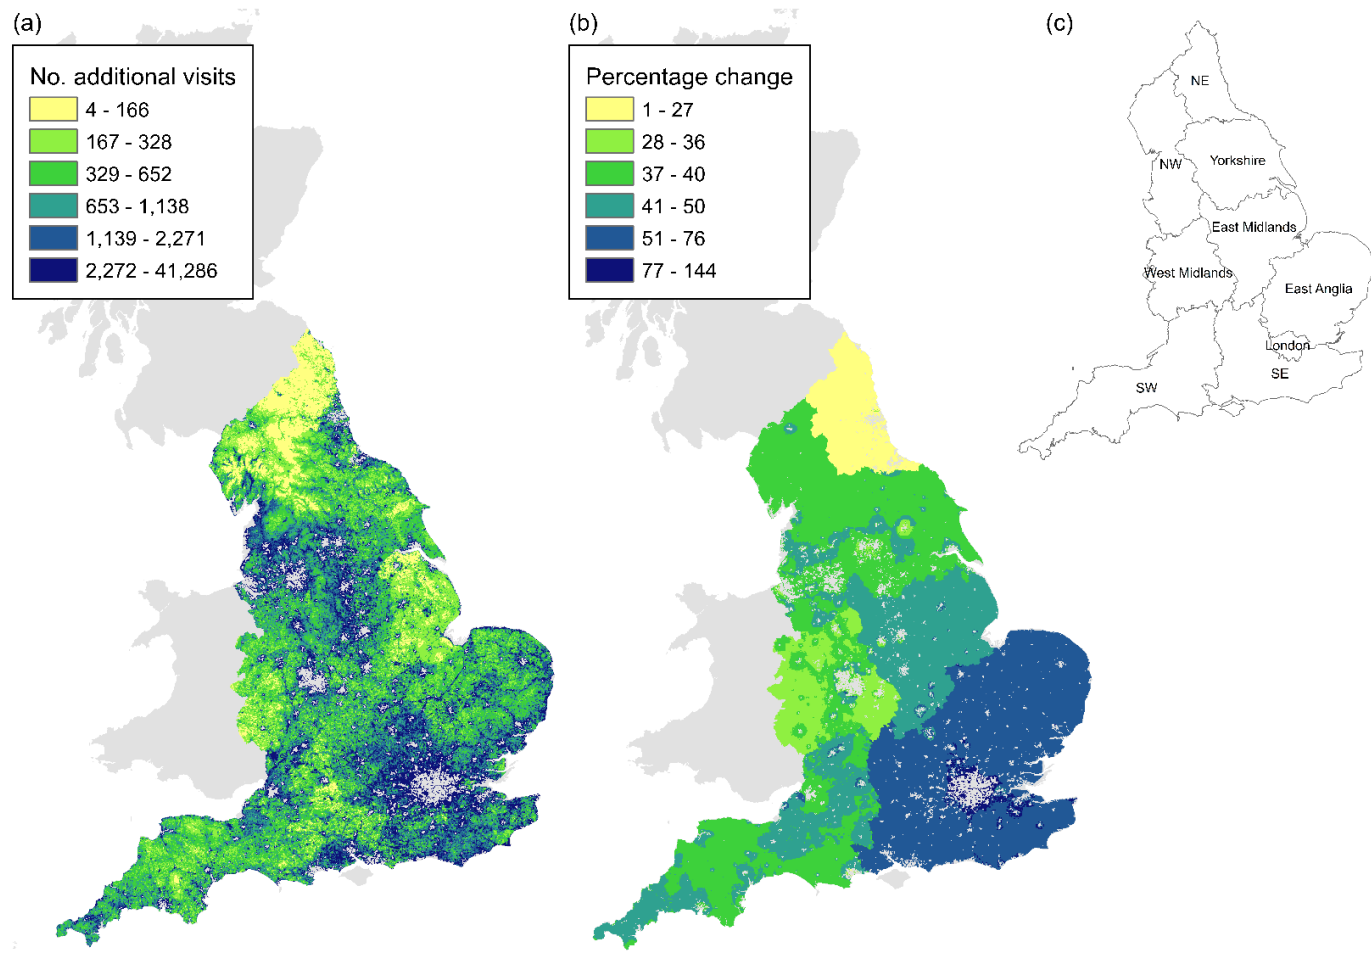 (a)
No. additional visits
4 - 166
167 - 328
329 - 652
653 - 1,138
1,139 - 2,271
2,272 - 41,286
(b)
Percentage change
1 - 27
28 - 36
37 - 40
41 - 50
51 - 76
77 - 144
(c)
NE
NW
Yorkshire
East Midlands
West Midlands
East Anglia
London
SE
SW